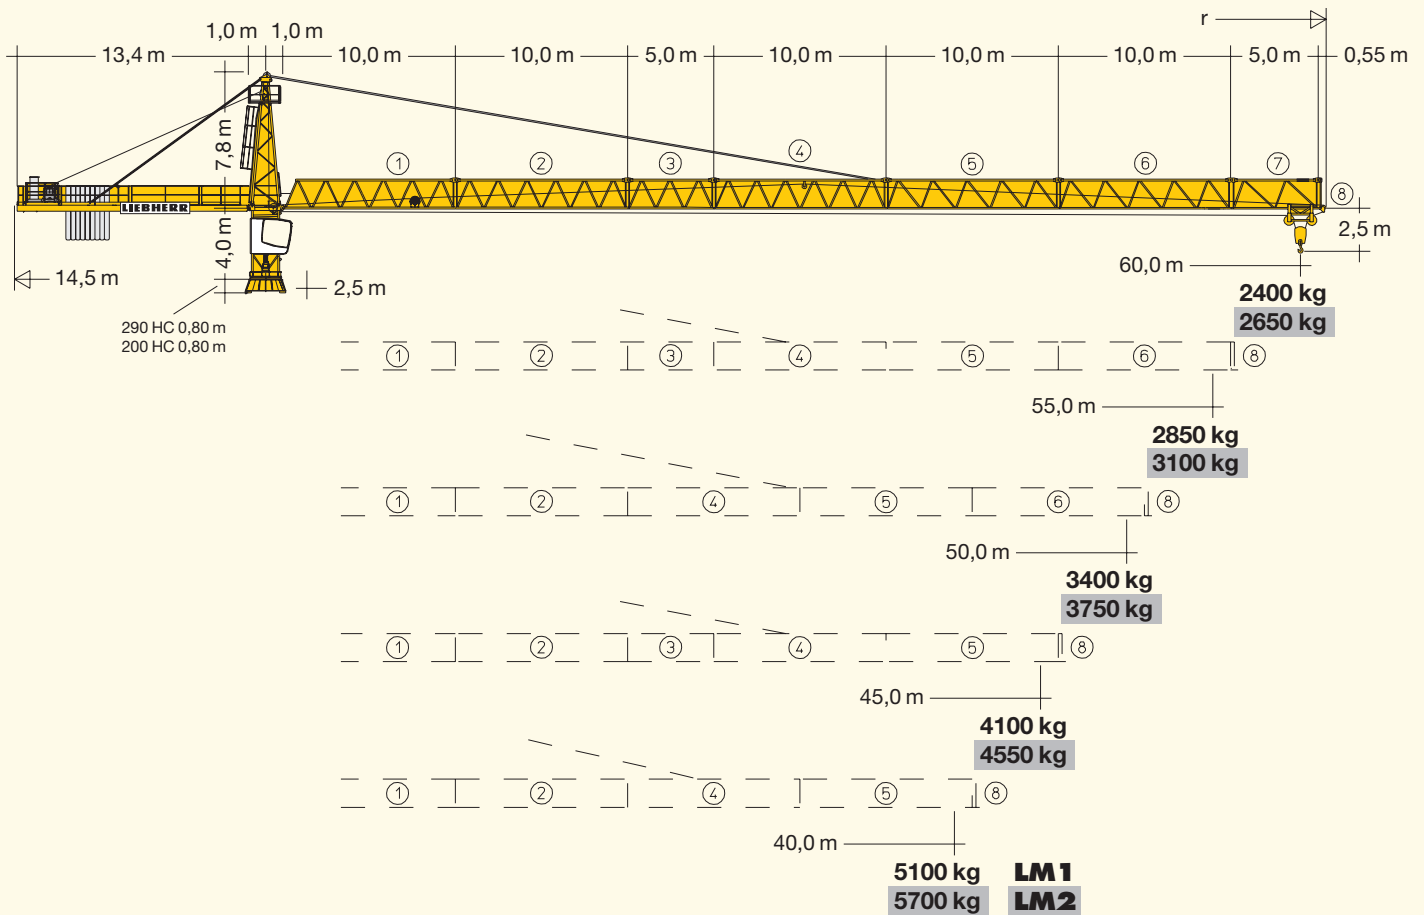 r
1,0 m 1,0 m
13,4 m 10,0 m 10,0 m 5,0 m 10,0 m 10,0 m 10,0 m 5,0 m 0,55 m
7,8 m
1 2 3 4 5 6 7 8
LIEBHERR
4,0 m
2,5 m
14,5 m
2,5 m
60,0 m
2400 kg
2650 kg
290 HC 0,80 m
200 HC 0,80 m
1 2 3 4 5 6 8
55,0 m
2850 kg
3100 kg
1 2 4 5 6 8
50,0 m
3400 kg
3750 kg
1 2 3 4 5 8
45,0 m
4100 kg
4550 kg
1 2 4 5 8
40,0 m
5100 kg LM1
5700 kg LM2